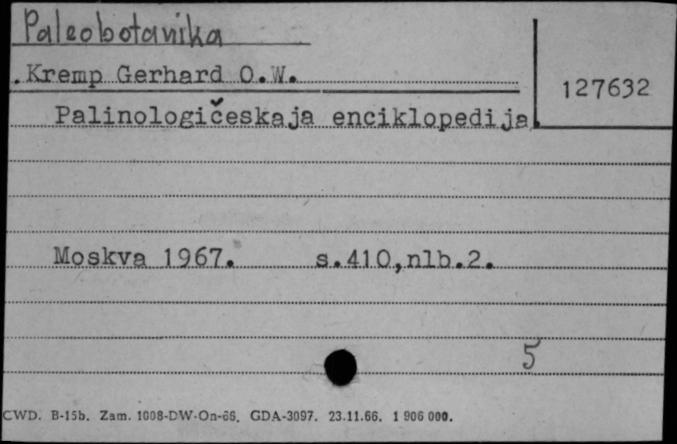 Paleobotanika
Kremp Gerhard O.W.
127632
Palinologičeskaja enciklopedija
Moskva 1967. s.410,nlb.2.
5
CWD. B-15b. Zam. 1008-DW-On-66. GDA-3097. 23.11.66. 1 906 000.